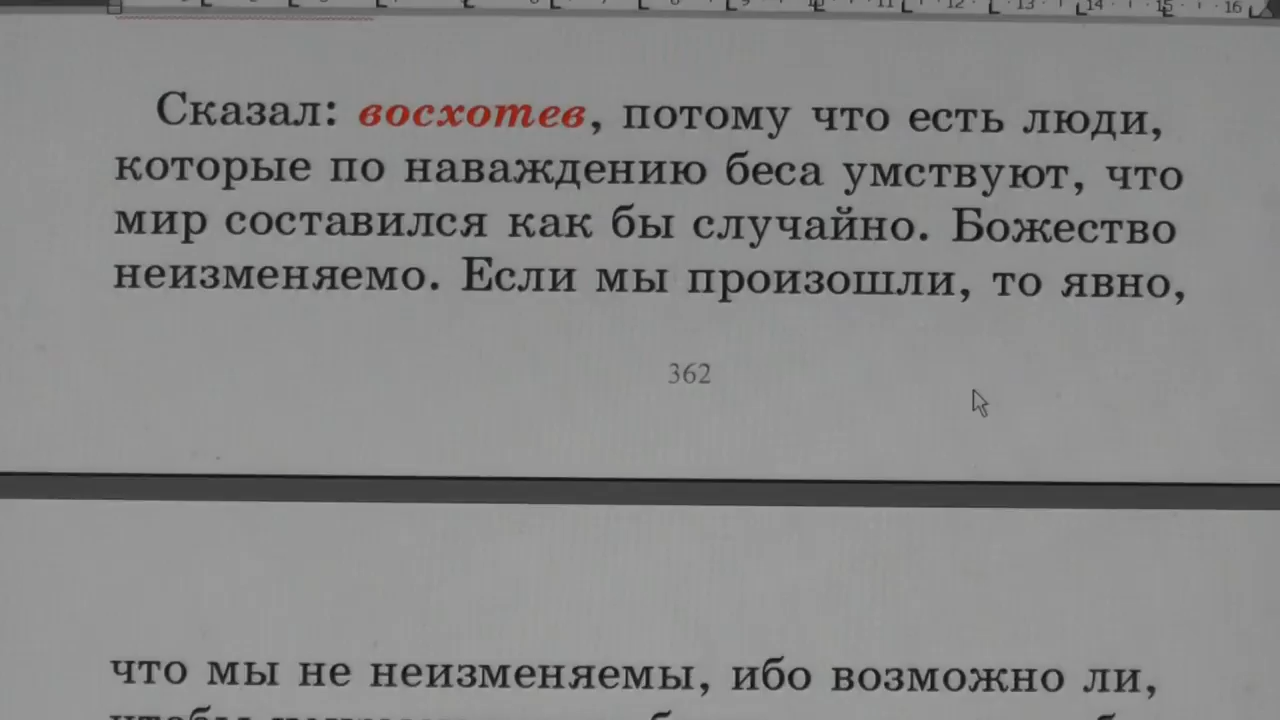 Сказал: восхотев, потому что есть люди,
которые по наваждению беса умствуют, что
мир составился как бы случайно. Божество
неизменяемо. Если мы произошли, то явно,
362
что мы не неизменяемы, ибо возможно ли,